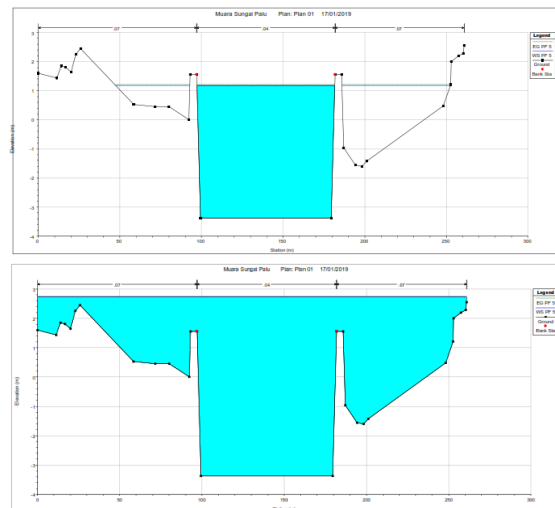 Muara Sungai Palu Plan: Plan 01 17/01/2019
.07
.04
.07
Legend
EG PF 5
WS PF 5
Ground
Bank Sta
Elevation (m)
3
2
1
0
-1
-2
-3
-4
0
50
100
150
200
250
300
Station (m)
Muara Sungai Palu Plan: Plan 01 17/01/2019
.07
.04
.07
Legend
EG PF 5
WS PF 5
Ground
Bank Sta
Elevation (m)
3
2
1
0
-1
-2
-3
-4
0
50
100
150
200
250
300